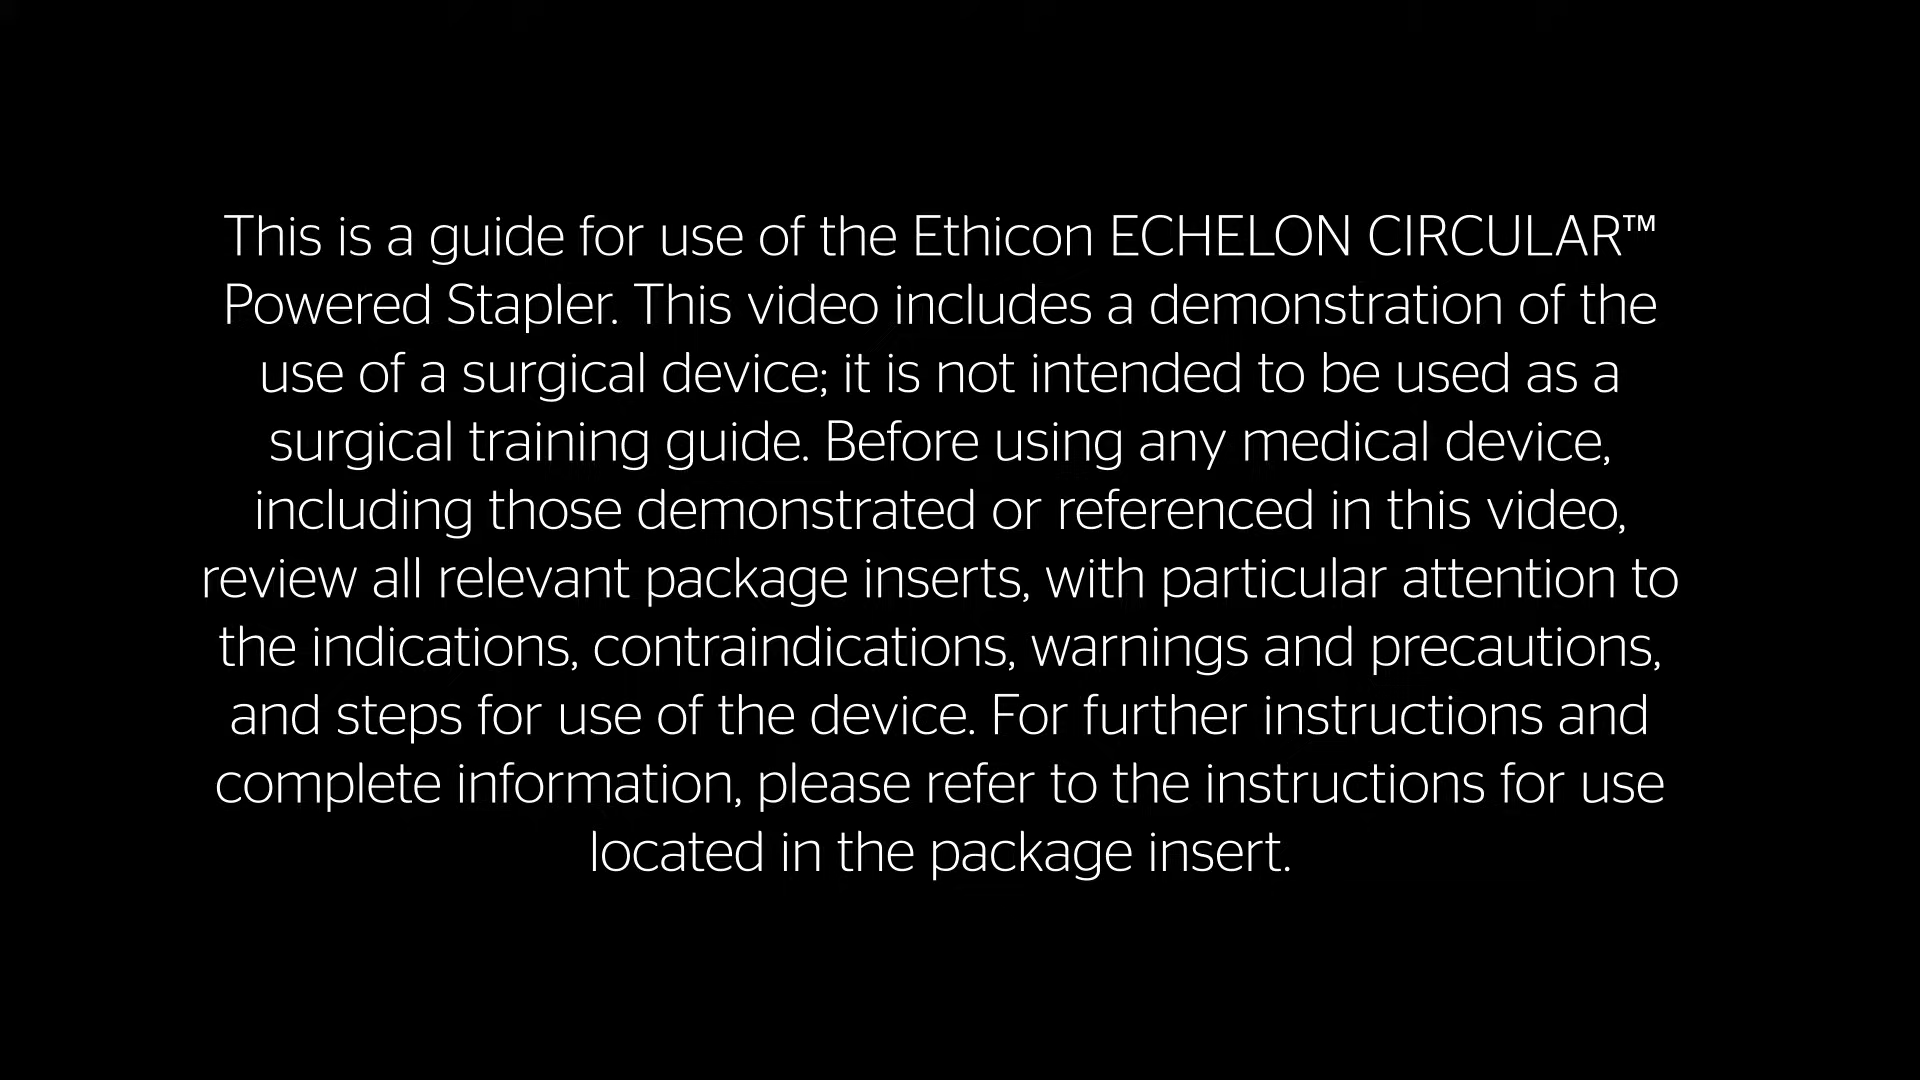 This is a guide for use of the Ethicon ECHELON CIRCULAR™
Powered Stapler. This video includes a demonstration of the
use of a surgical device; it is not intended to be used as a
surgical training guide. Before using any medical device,
including those demonstrated or referenced in this video,
review all relevant package inserts, with particular attention to
the indications, contraindications, warnings and precautions,
and steps for use of the device. For further instructions and
complete information, please refer to the instructions for use
located in the package insert.